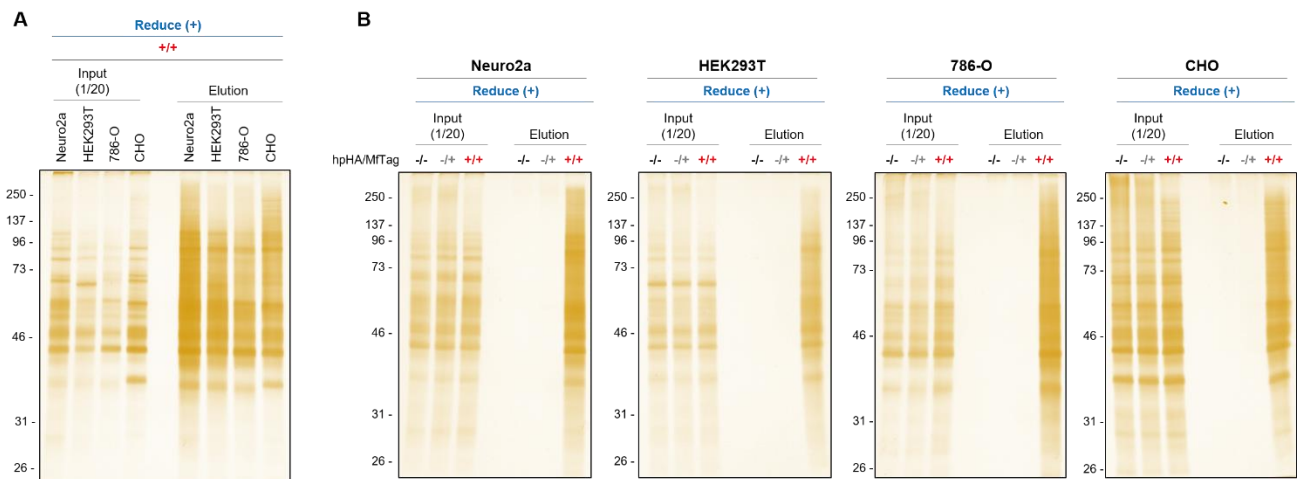 A
Reduce (+)
+/+
Input
(1/20)
Elution
Neuro2a
HEK293T
786-O
CHO
Neuro2a
HEK293T
786-O
CHO
250 -
137 -
96 -
73 -
46 -
31 -
26 -
B
Neuro2a
Reduce (+)
Input
(1/20)
Elution
hpHA/MfTag -/- -/+ +/+ -/- -/+ +/+
250 -
137 -
96 -
73 -
46 -
31 -
26 -
HEK293T
Reduce (+)
Input
(1/20)
Elution
-/- -/+ +/+ -/- -/+ +/+
250 -
137 -
96 -
73 -
46 -
31 -
26 -
786-O
Reduce (+)
Input
(1/20)
Elution
-/- -/+ +/+ -/- -/+ +/+
250 -
137 -
96 -
73 -
46 -
31 -
26 -
CHO
Reduce (+)
Input
(1/20)
Elution
-/- -/+ +/+ -/- -/+ +/+
250 -
137 -
96 -
73 -
46 -
31 -
26 -